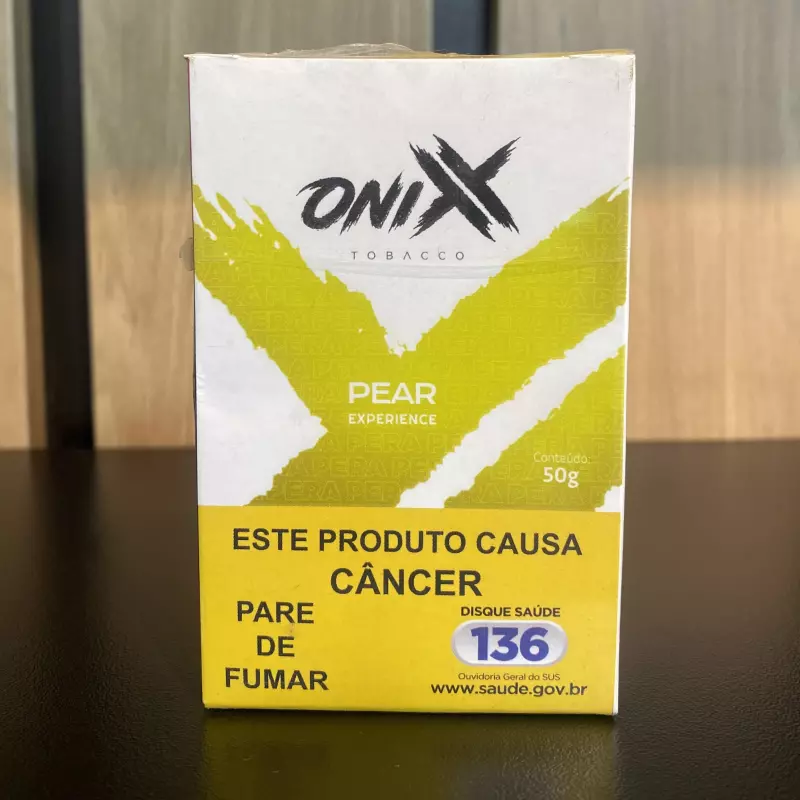 ONIX
TOBACCO
PEAR
EXPERIENCE
Conteúdo:
50g
ESTE PRODUTO CAUSA
CÂNCER
PARE
DE
FUMAR
DISQUE SAÚDE
136
Ouvidoria Geral do SUS
www.saude.gov.br